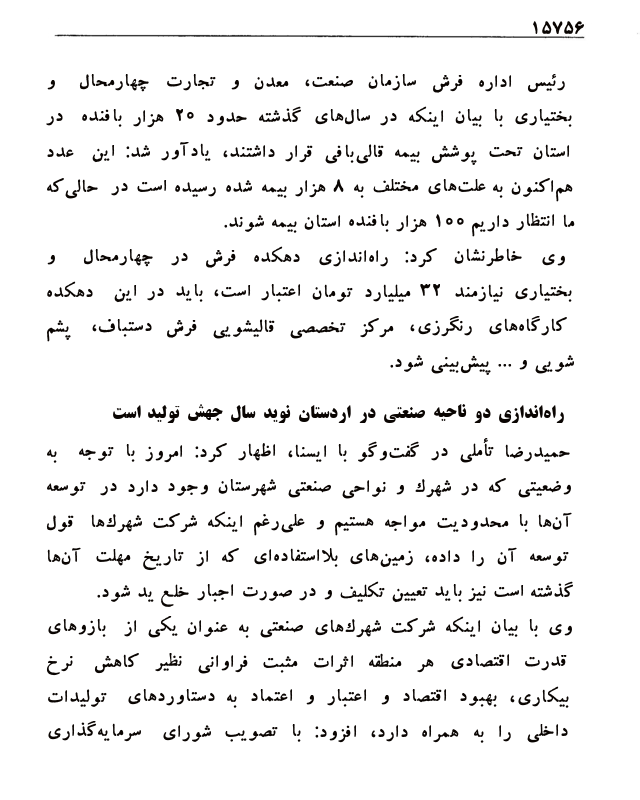 ۱۵۷۵۶
رئیس اداره فرش سازمان صنعت، معدن و تجارت چهارمحال و
بختیاری با بیان اینکه در سال‌های گذشته حدود ۲۰ هزار بافنده در
استان تحت پوشش بیمه قالی‌بافی قرار داشتند، یادآور شد: این عدد
هم‌اکنون به علت‌های مختلف به ۸ هزار بیمه شده رسیده است در حالی‌که
ما انتظار داریم ۱۰۰ هزار بافنده استان بیمه شوند.
وی خاطرنشان کرد: راه‌اندازی دهکده فرش در چهارمحال و
بختیاری نیازمند ۳۲ میلیارد تومان اعتبار است، باید در این دهکده
کارگاه‌های رنگرزی، مرکز تخصصی قالیشویی فرش دستباف، پشم
شویی و ... پیش‌بینی شود.
راه‌اندازی دو ناحیه صنعتی در اردستان نوید سال جهش تولید است
حمیدرضا تأملی در گفت‌وگو با ایسنا، اظهار کرد: امروز با توجه به
وضعیتی که در شهرك و نواحی صنعتی شهرستان وجود دارد در توسعه
آن‌ها با محدودیت مواجه هستیم و علی‌رغم اینکه شرکت شهرك‌ها قول
توسعه آن را داده، زمین‌های بلااستفاده‌ای که از تاریخ مهلت آن‌ها
گذشته است نیز باید تعیین تکلیف و در صورت اجبار خلع ید شود.
وی با بیان اینکه شرکت شهرك‌های صنعتی به عنوان یکی از بازوهای
قدرت اقتصادی هر منطقه اثرات مثبت فراوانی نظیر کاهش نرخ
بیکاری، بهبود اقتصاد و اعتبار و اعتماد به دستاوردهای تولیدات
داخلی را به همراه دارد، افزود: با تصویب شورای سرمایه‌گذاری